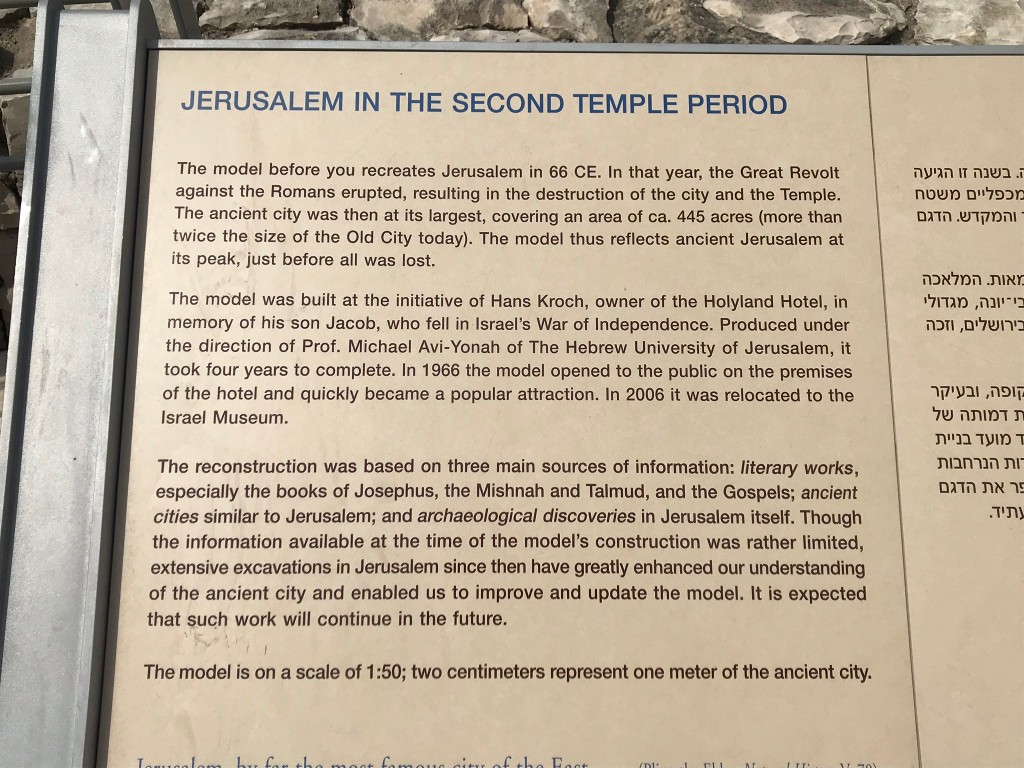 JERUSALEM IN THE SECOND TEMPLE PERIOD
The model before you recreates Jerusalem in 66 CE. In that year, the Great Revolt
against the Romans erupted, resulting in the destruction of the city and the Temple.
The ancient city was then at its largest, covering an area of ca. 445 acres (more than
twice the size of the Old City today). The model thus reflects ancient Jerusalem at
its peak, just before all was lost.
The model was built at the initiative of Hans Kroch, owner of the Holyland Hotel, in
memory of his son Jacob, who fell in Israel's War of Independence. Produced under
the direction of Prof. Michael Avi-Yonah of The Hebrew University of Jerusalem, it
took four years to complete. In 1966 the model opened to the public on the premises
of the hotel and quickly became a popular attraction. In 2006 it was relocated to the
Israel Museum.
The reconstruction was based on three main sources of information: literary works,
especially the books of Josephus, the Mishnah and Talmud, and the Gospels; ancient
cities similar to Jerusalem; and archaeological discoveries in Jerusalem itself. Though
the information available at the time of the model's construction was rather limited,
extensive excavations in Jerusalem since then have greatly enhanced our understanding
of the ancient city and enabled us to improve and update the model. It is expected
that such work will continue in the future.
The model is on a scale of 1:50; two centimeters represent one meter of the ancient city.
Jerusalem, by far the most famous city of the East
בשנה זו הגיעה
מכפליים משטח
והמקדש. הדגם
המלאכה
מגדולי
בירושלים, וזכה
ובעיקר
דמותה של
מועד בניית
הנרחבות
את הדגם